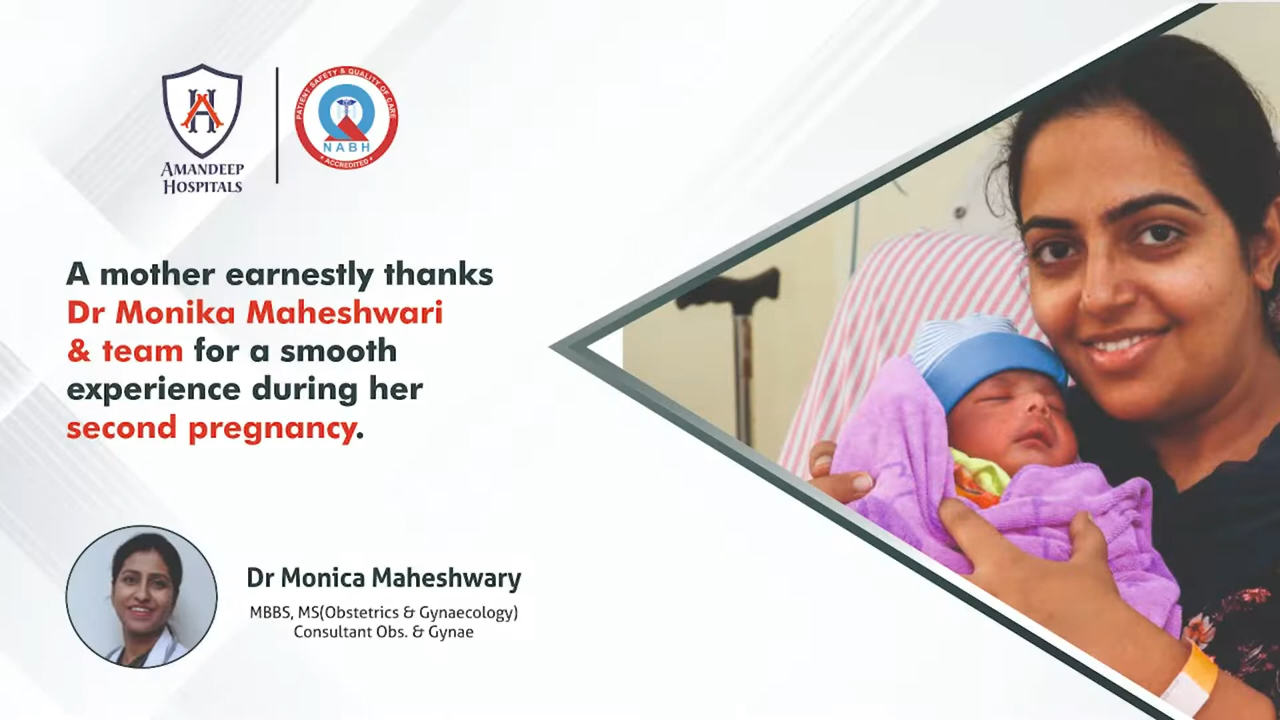 AMANDEEP
HOSPITALS
PATIENT SAFETY & QUALITY OF CARE
NABH
• ACCREDITED •
A mother earnestly thanks
Dr Monika Maheshwari
& team for a smooth
experience during her
second pregnancy.
Dr Monica Maheshwary
MBBS, MS(Obstetrics & Gynaecology)
Consultant Obs. & Gynae